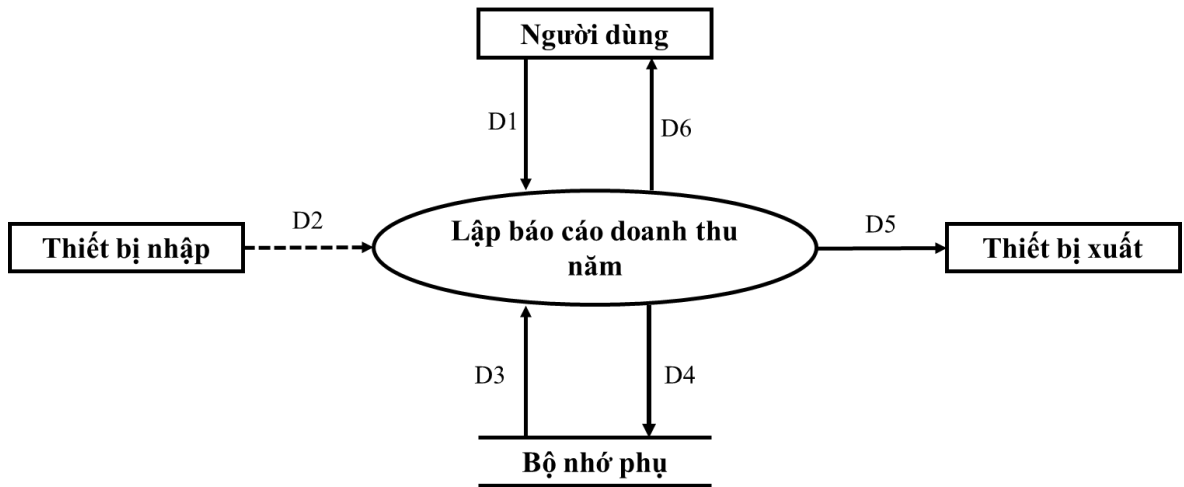 Người dùng
D1
D6
Thiết bị nhập
D2
Lập báo cáo doanh thu
năm
D5
Thiết bị xuất
D3
D4
Bộ nhớ phụ